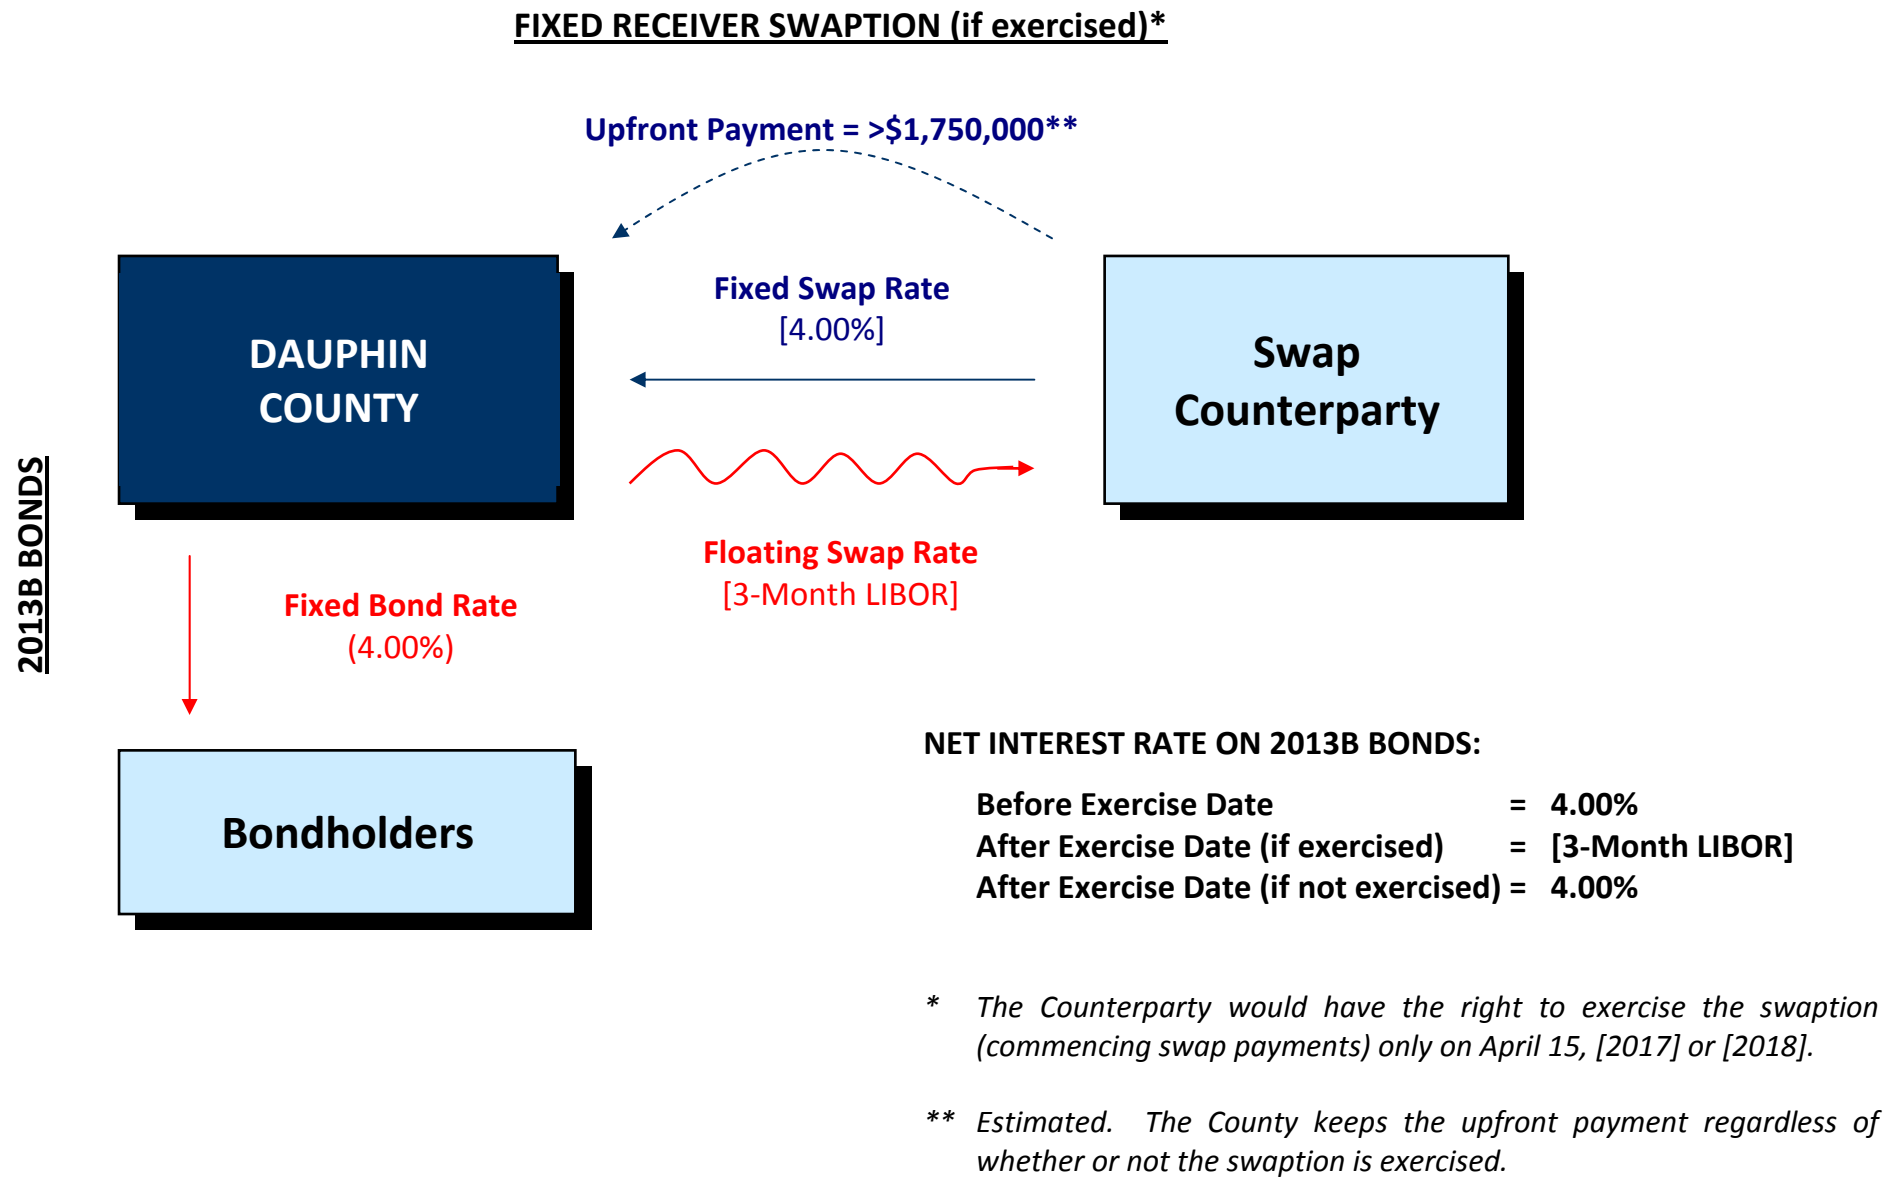 FIXED RECEIVER SWAPTION (if exercised)*
Upfront Payment = >$1,750,000**
Fixed Swap Rate
[4.00%]
DAUPHIN
COUNTY
Swap
Counterparty
2013B BONDS
Floating Swap Rate
[3-Month LIBOR]
Fixed Bond Rate
(4.00%)
Bondholders
NET INTEREST RATE ON 2013B BONDS:
Before Exercise Date = 4.00%
After Exercise Date (if exercised) = [3-Month LIBOR]
After Exercise Date (if not exercised) = 4.00%
* The Counterparty would have the right to exercise the swaption
(commencing swap payments) only on April 15, [2017] or [2018].
** Estimated. The County keeps the upfront payment regardless of
whether or not the swaption is exercised.